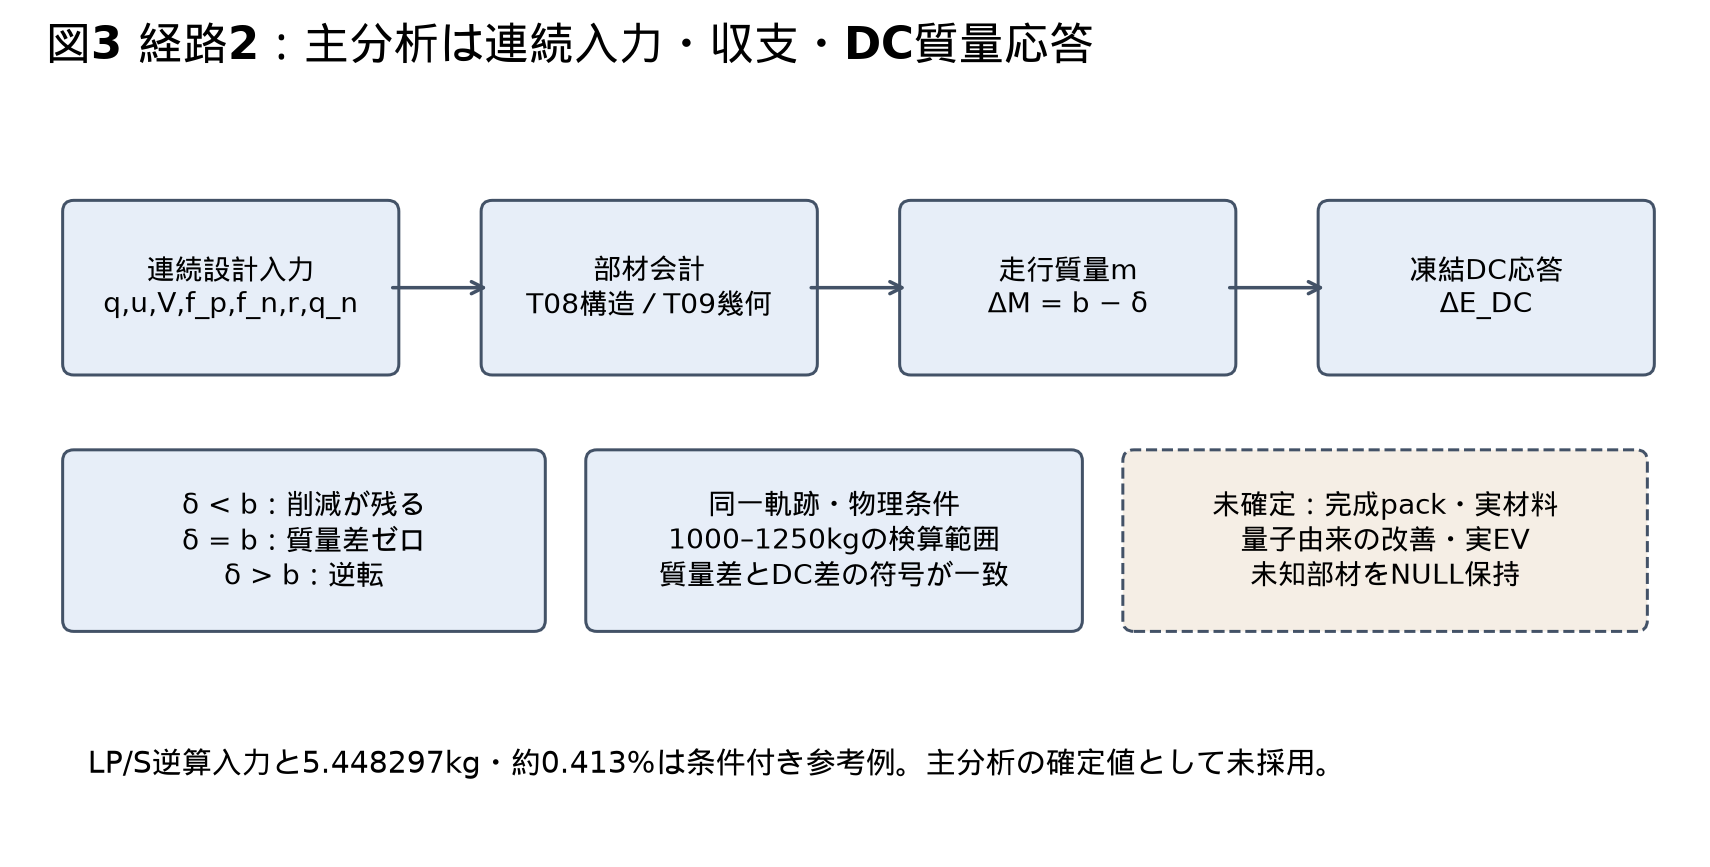 図3 経路2：主分析は連続入力・収支・DC質量応答
連続設計入力
q,u,V,f_p,f_n,r,q_n
部材会計
T08構造／T09幾何
走行質量m
ΔM = b − δ
凍結DC応答
ΔE_DC
δ < b：削減が残る
δ = b：質量差ゼロ
δ > b：逆転
同一軌跡・物理条件
1000–1250kgの検算範囲
質量差とDC差の符号が一致
未確定：完成pack・実材料
量子由来の改善・実EV
未知部材をNULL保持
LP/S逆算入力と5.448297kg・約0.413%は条件付き参考例。主分析の確定値として未採用。